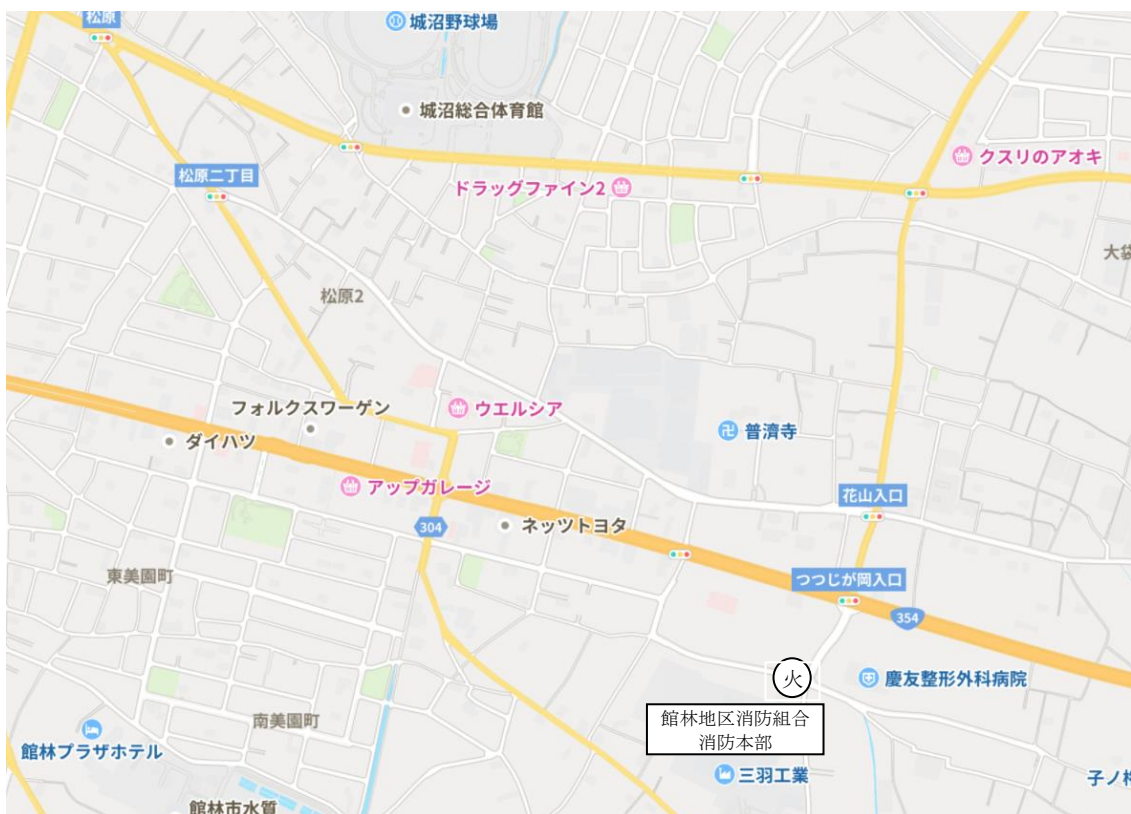 松原
城沼野球場
城沼総合体育館
クスリのアオキ
松原二丁目
ドラッグファイン2
大袋
松原2
フォルクスワーゲン
ウエルシア
ダイハツ
普濟寺
アップガレージ
花山入口
304
ネッツトヨタ
東美園町
つつじが岡入口
354
火
慶友整形外科病院
館林地区消防組合
消防本部
南美園町
館林プラザホテル
三羽工業
子ノ
館林市水質